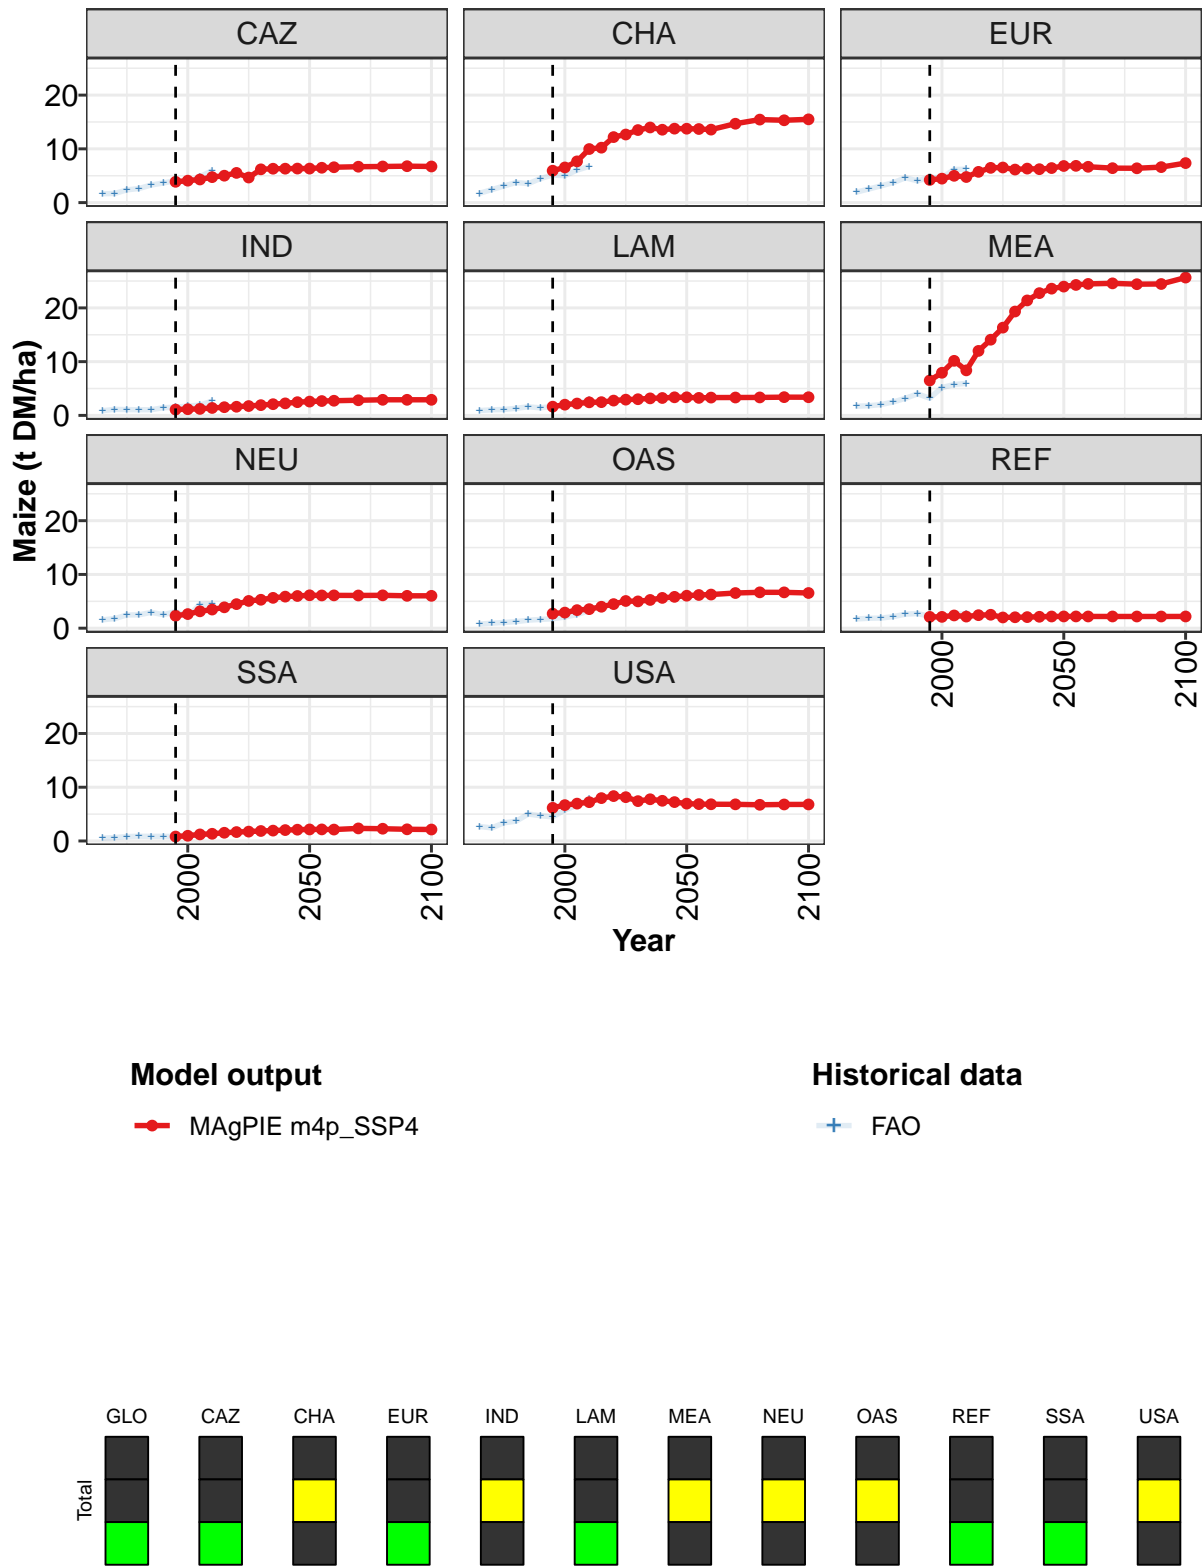 CAZ CHA EUR
20
10
0
IND LAM MEA
20
10
0
Maize (t DM/ha)
NEU OAS REF
20
10
0
2000 2050 2100
SSA USA
20
10
0
2000 2050 2100 2000 2050 2100
Year
Model output Historical data
MAgPIE m4p_SSP4 FAO
GLO CAZ CHA EUR IND LAM MEA NEU OAS REF SSA USA
Total